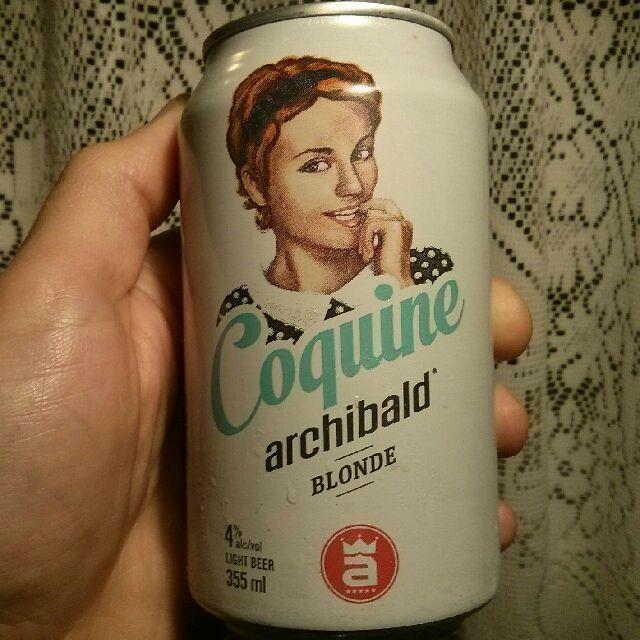 Coquine
archibald
BLONDE
4%
alc/vol
LIGHT BEER
355 ml
a